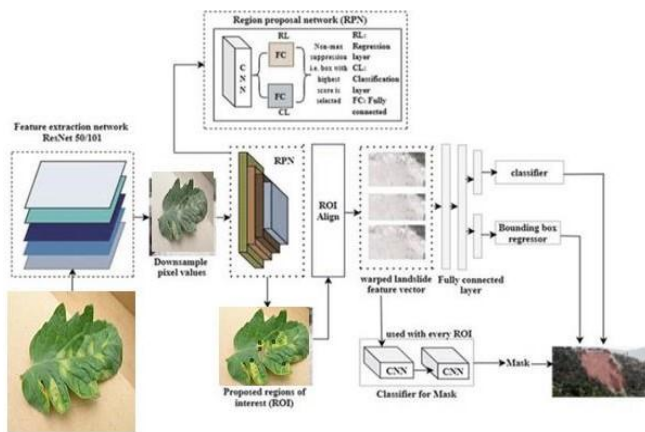 Region proposal network (RPN)
RL
FC
CNN
FC
CL
Non-max
suppression
i.e. box with
highest
score is
selected
RL:
Regression
layer
CL:
Classification
layer
FC: Fully
connected
Feature extraction network
ResNet 50/101
Downsample
pixel values
RPN
Proposed regions of
interest (ROI)
ROI
Align
warped landslide
feature vector
Fully connected
layer
classifier
Bounding box
regressor
used with every ROI
CNN
CNN
Classifier for Mask
Mask